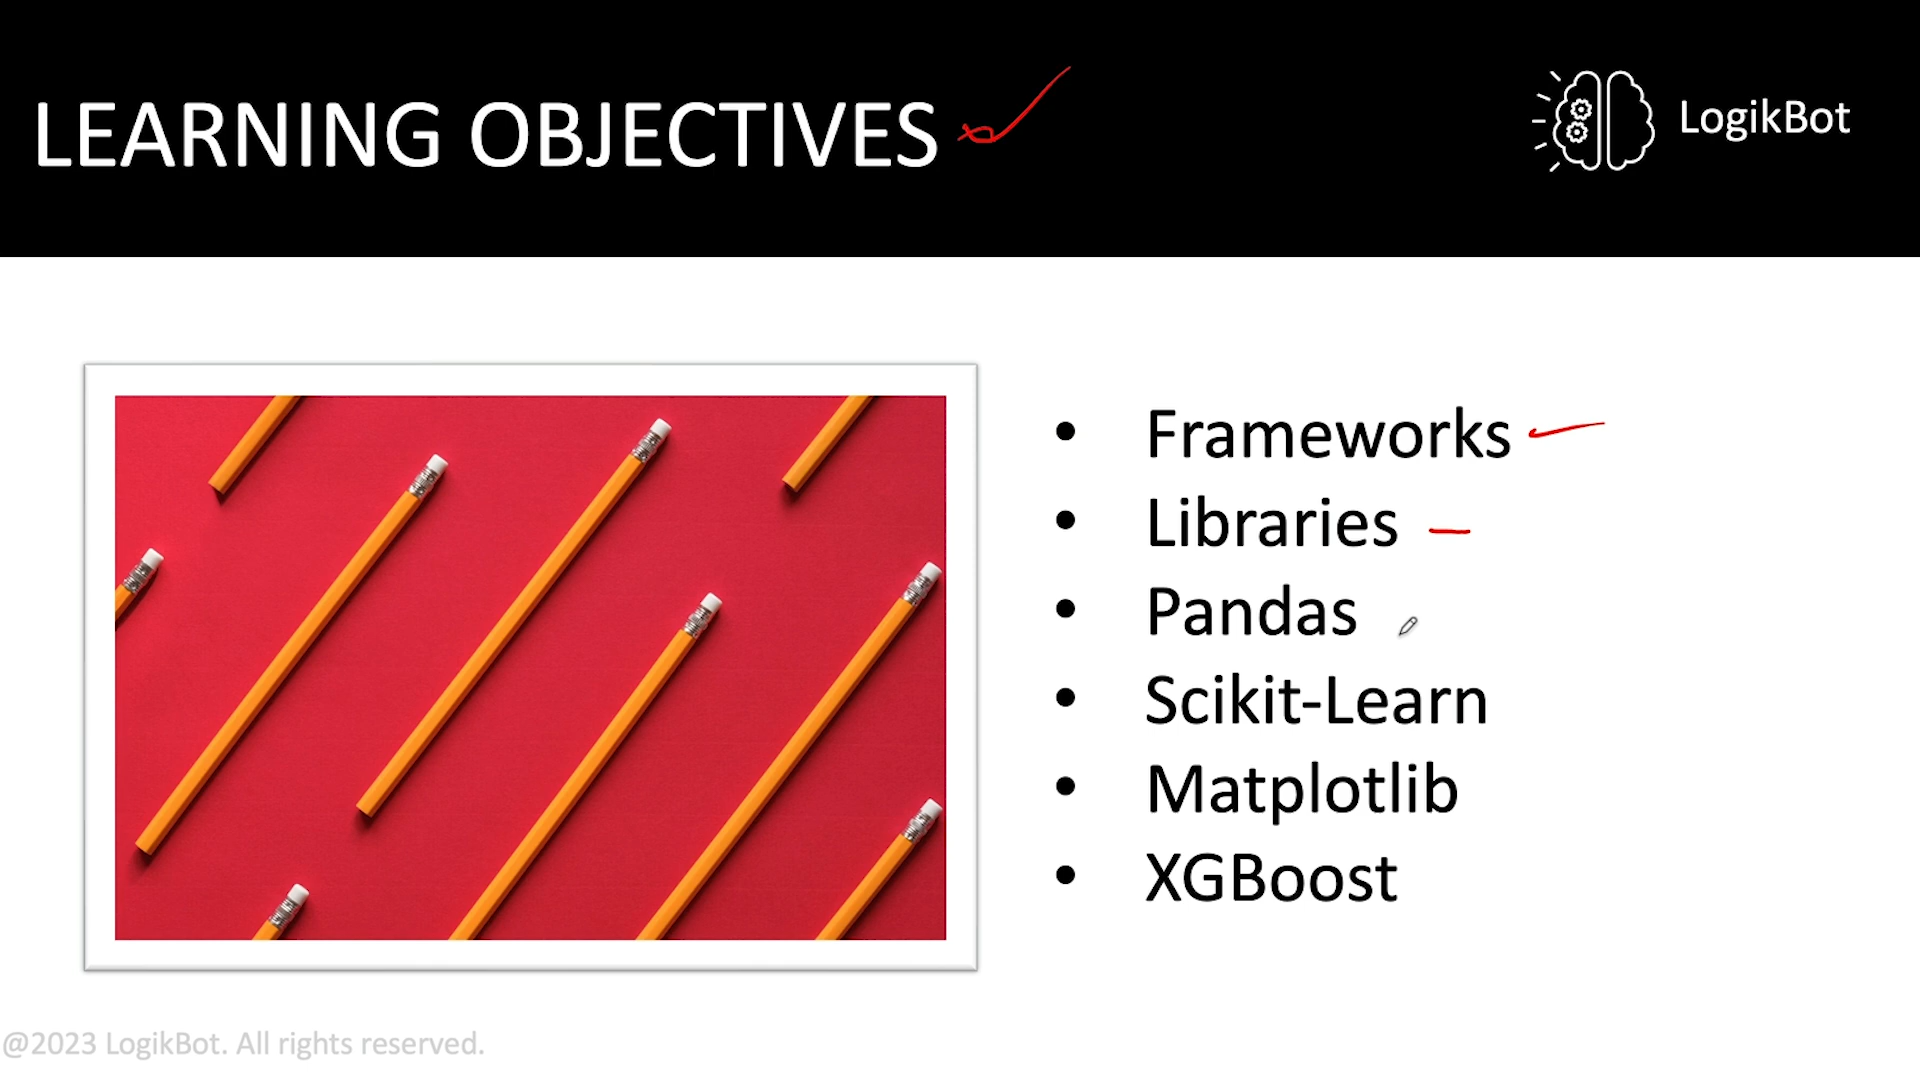 LEARNING OBJECTIVES
LogikBot
Frameworks
Libraries
Pandas
Scikit-Learn
Matplotlib
XGBoost
@2023 LogikBot. All rights reserved.